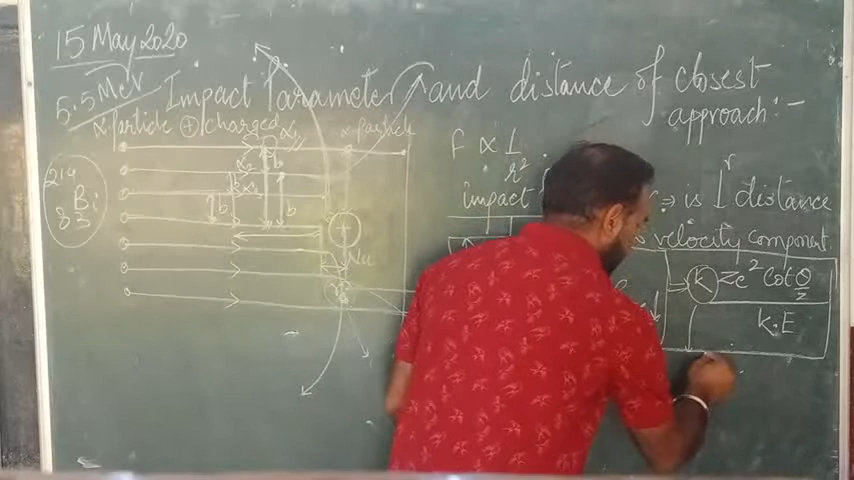 15 May 2020
5.5 MeV Impact Parameter and distance of closest
approach:-
α particle ⊕ charged α particle
F ∝ 1/r²
214
Bi
83
impact is ⊥r distance
velocity component
b b b
+
Nu
k Ze² Cot θ/2
K.E